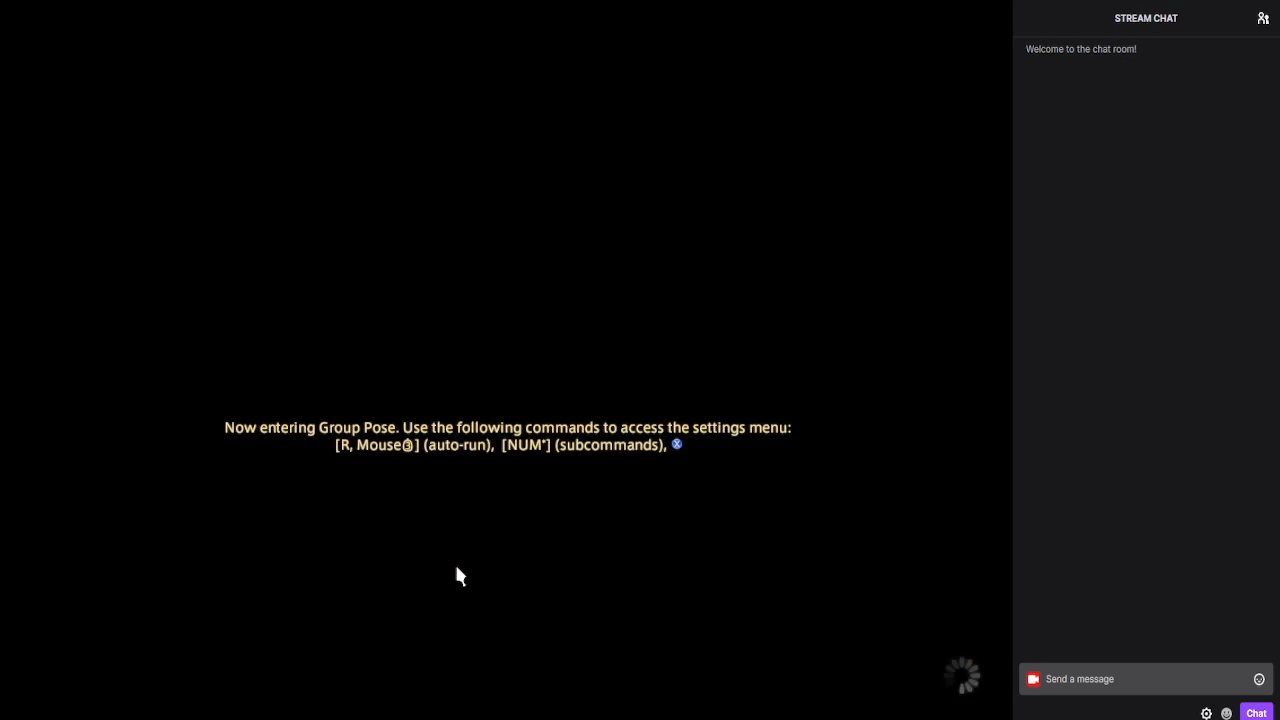 STREAM CHAT
Welcome to the chat room!
Now entering Group Pose. Use the following commands to access the settings menu:
[R, Mouse③] (auto-run), [NUM*] (subcommands), Ⓧ
Send a message
Chat